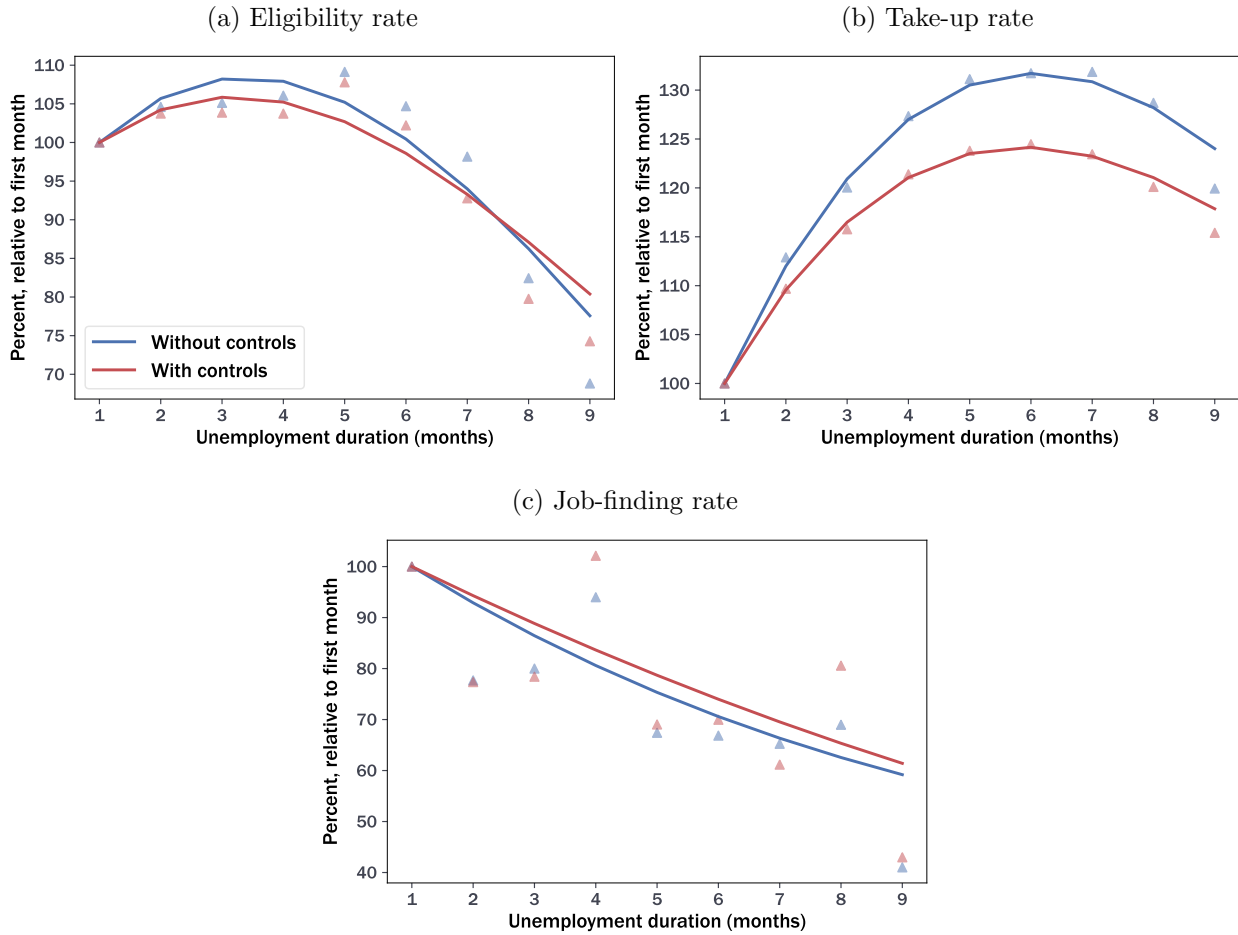 (a) Eligibility rate
Percent, relative to first month
110
105
100
95
90
85
80
75
70
Without controls
With controls
1 2 3 4 5 6 7 8 9
Unemployment duration (months)
(b) Take-up rate
Percent, relative to first month
130
125
120
115
110
105
100
1 2 3 4 5 6 7 8 9
Unemployment duration (months)
(c) Job-finding rate
Percent, relative to first month
100
90
80
70
60
50
40
1 2 3 4 5 6 7 8 9
Unemployment duration (months)